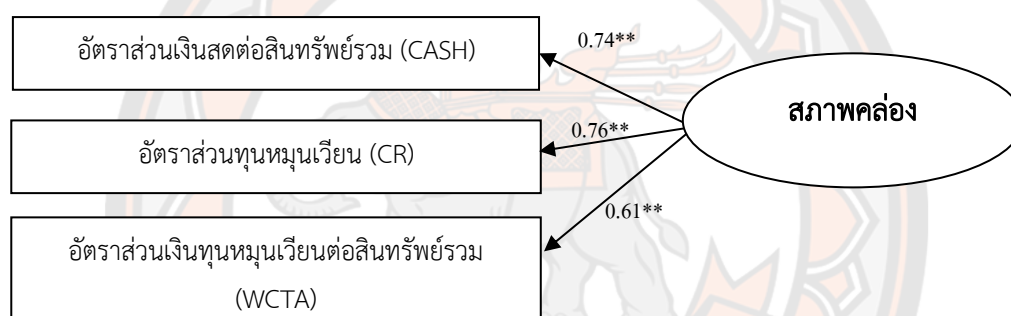 อัตราส่วนเงินสดต่อสินทรัพย์รวม (CASH)
0.74**
สภาพคล่อง
อัตราส่วนทุนหมุนเวียน (CR)
0.76**
0.61**
อัตราส่วนเงินทุนหมุนเวียนต่อสินทรัพย์รวม
(WCTA)